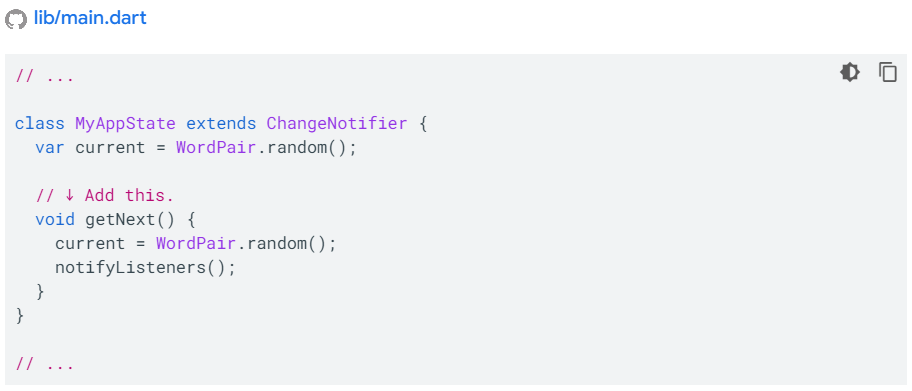 lib/main.dart
// ...
class MyAppState extends ChangeNotifier {
  var current = WordPair.random();
  // ↓ Add this.
  void getNext() {
    current = WordPair.random();
    notifyListeners();
  }
}
// ...